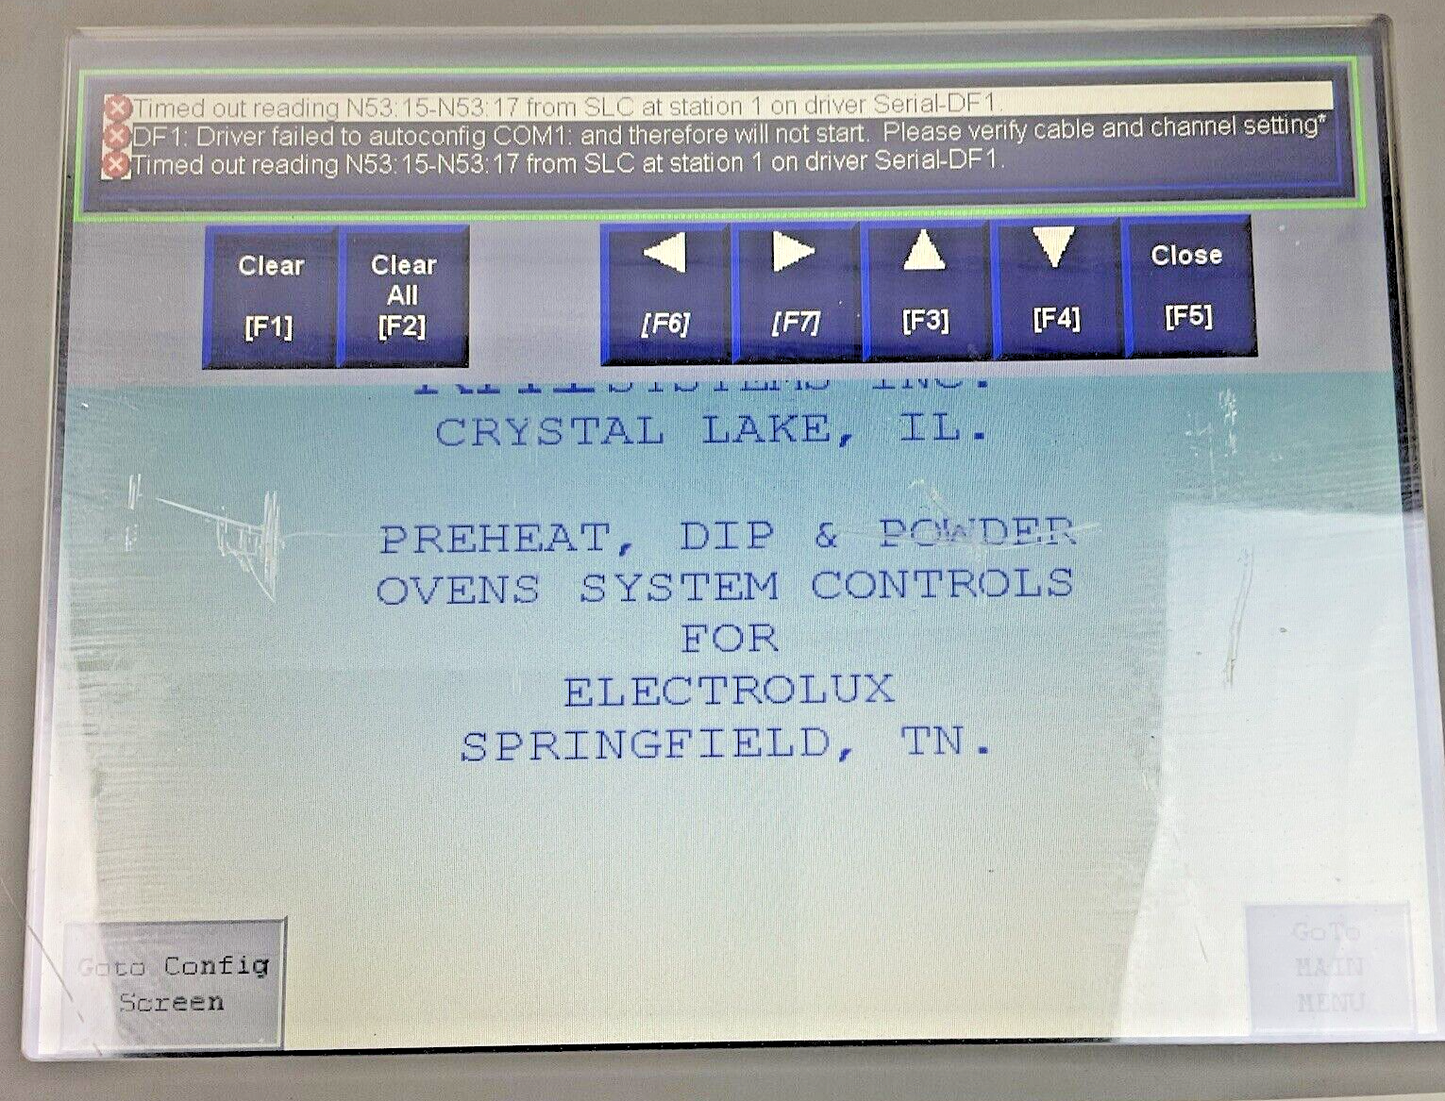 Timed out reading N53:15-N53:17 from SLC at station 1 on driver Serial-DF1.
DF1: Driver failed to autoconfig COM1: and therefore will not start. Please verify cable and channel setting*
Timed out reading N53:15-N53:17 from SLC at station 1 on driver Serial-DF1.
Clear
[F1]
Clear
All
[F2]
[F6]
[F7]
[F3]
[F4]
Close
[F5]
INC.
CRYSTAL LAKE, IL.
PREHEAT, DIP & POWDER
OVENS SYSTEM CONTROLS
FOR
ELECTROLUX
SPRINGFIELD, TN.
Goto Config
Screen
GoTo
MAIN
MENU